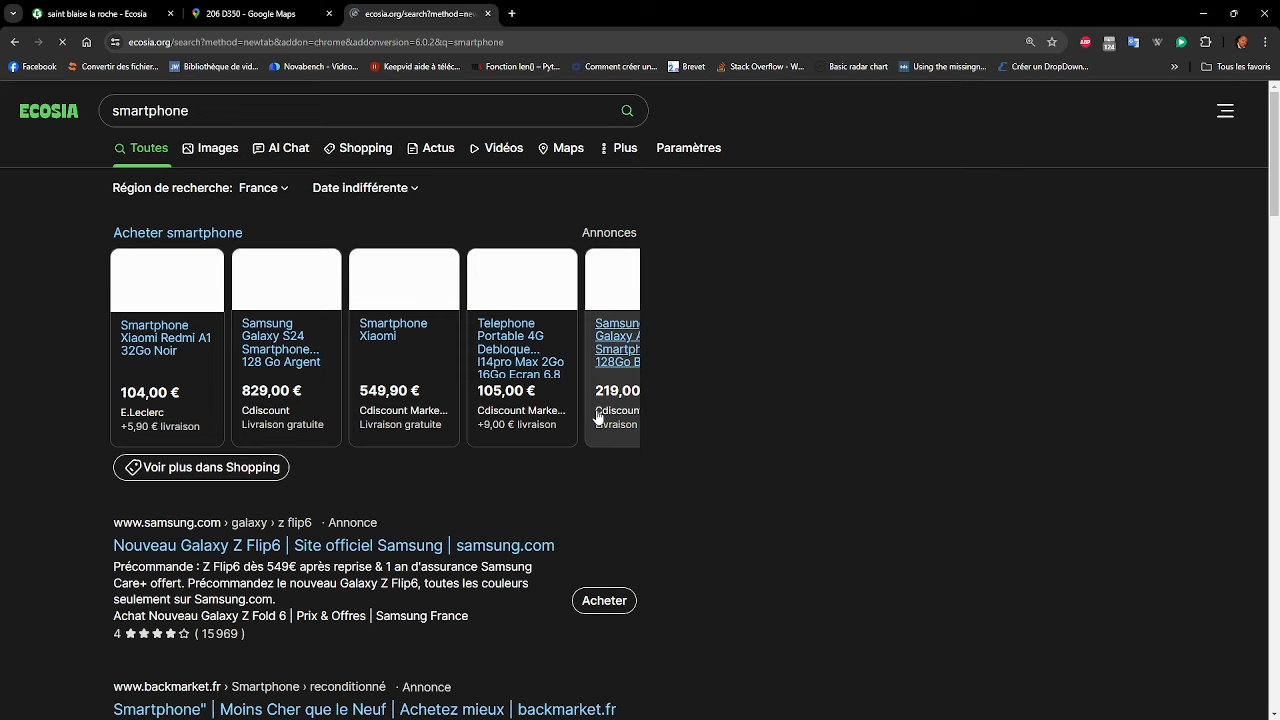 saint blaise la roche - Ecosia
206 D350 - Google Maps
ecosia.org/search?method=ne
ecosia.org/search?method=newtab&addon=chrome&addonversion=6.0.2&q=smartphone
124
Facebook
Convertir des fichier...
Bibliothèque de vid...
Novabench - Video...
Keepvid aide à téléc...
Fonction len() – Pyt...
Comment créer un...
Brevet
Stack Overflow - W...
Basic radar chart
Using the missingn...
Créer un DropDown...
»
Tous les favoris
ECOSIA
smartphone
Toutes
Images
AI Chat
Shopping
Actus
Vidéos
Maps
Plus
Paramètres
Région de recherche: France
Date indifférente
Acheter smartphone
Annonces
Smartphone
Xiaomi Redmi A1
32Go Noir
104,00 €
E.Leclerc
+5,90 € livraison
Samsung
Galaxy S24
Smartphone...
128 Go Argent
829,00 €
Cdiscount
Livraison gratuite
Smartphone
Xiaomi
549,90 €
Cdiscount Marke...
Livraison gratuite
Telephone
Portable 4G
Debloque...
I14pro Max 2Go
16Go Ecran 6.8
105,00 €
Cdiscount Marke...
+9,00 € livraison
Samsun
Galaxy A
Smartph
128Go B
219,00
Cdiscoun
Livraison
Voir plus dans Shopping
www.samsung.com › galaxy › z flip6 · Annonce
Nouveau Galaxy Z Flip6 | Site officiel Samsung | samsung.com
Précommande : Z Flip6 dès 549€ après reprise & 1 an d'assurance Samsung
Care+ offert. Précommandez le nouveau Galaxy Z Flip6, toutes les couleurs
seulement sur Samsung.com.
Achat Nouveau Galaxy Z Fold 6 | Prix & Offres | Samsung France
4 ★★★★☆ ( 15 969 )
Acheter
www.backmarket.fr › Smartphone › reconditionné · Annonce
Smartphone" | Moins Cher que le Neuf | Achetez mieux | backmarket.fr